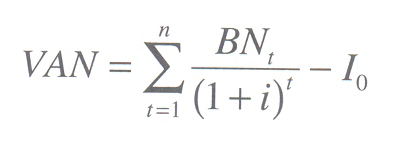 VAN = \sum_{t=1}^{n} \frac{BN_t}{(1+i)^t} - I_0